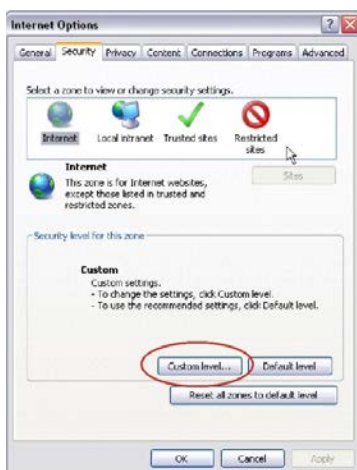 Internet Options
General Security Privacy Content Connections Programs Advanced
Select a zone to view or change security settings.
Internet Local intranet Trusted sites Restricted sites
Internet
Sites
This zone is for Internet websites,
except those listed in trusted and
restricted zones.
Security level for this zone
Custom
Custom settings.
- To change the settings, click Custom level.
- To use the recommended settings, click Default level.
Custom level... Default level
Reset all zones to default level
OK Cancel Apply